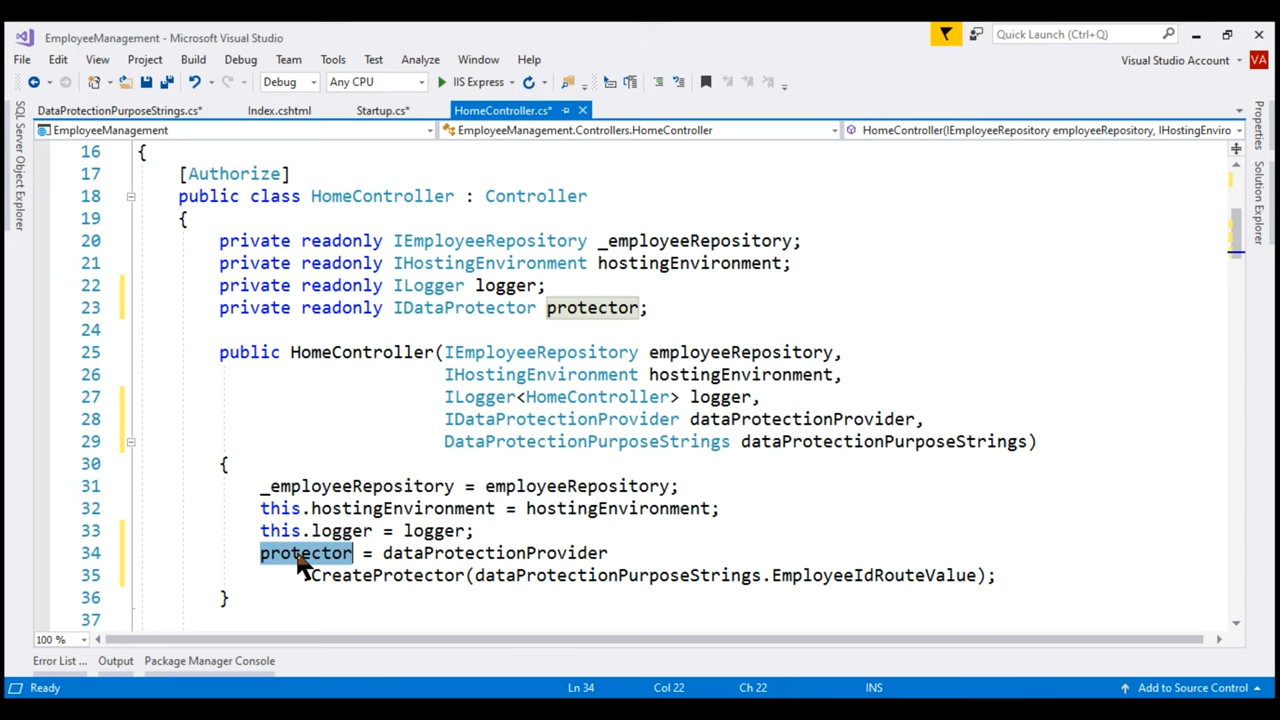 EmployeeManagement - Microsoft Visual Studio
Quick Launch (Ctrl+Q)
File Edit View Project Build Debug Team Tools Test Analyze Window Help
Visual Studio Account VA
Debug Any CPU IIS Express
DataProtectionPurposeStrings.cs* Index.cshtml Startup.cs* HomeController.cs*
EmployeeManagement EmployeeManagement.Controllers.HomeController HomeController(IEmployeeRepository employeeRepository, IHostingEnviro
SQL Server Object Explorer
Properties
Solution Explorer
16 {
17 [Authorize]
18 public class HomeController : Controller
19 {
20 private readonly IEmployeeRepository _employeeRepository;
21 private readonly IHostingEnvironment hostingEnvironment;
22 private readonly ILogger logger;
23 private readonly IDataProtector protector;
24
25 public HomeController(IEmployeeRepository employeeRepository,
26 IHostingEnvironment hostingEnvironment,
27 ILogger<HomeController> logger,
28 IDataProtectionProvider dataProtectionProvider,
29 DataProtectionPurposeStrings dataProtectionPurposeStrings)
30 {
31 _employeeRepository = employeeRepository;
32 this.hostingEnvironment = hostingEnvironment;
33 this.logger = logger;
34 protector = dataProtectionProvider
35 CreateProtector(dataProtectionPurposeStrings.EmployeeIdRouteValue);
36 }
37
100 %
Error List ... Output Package Manager Console
Ready Ln 34 Col 22 Ch 22 INS Add to Source Control